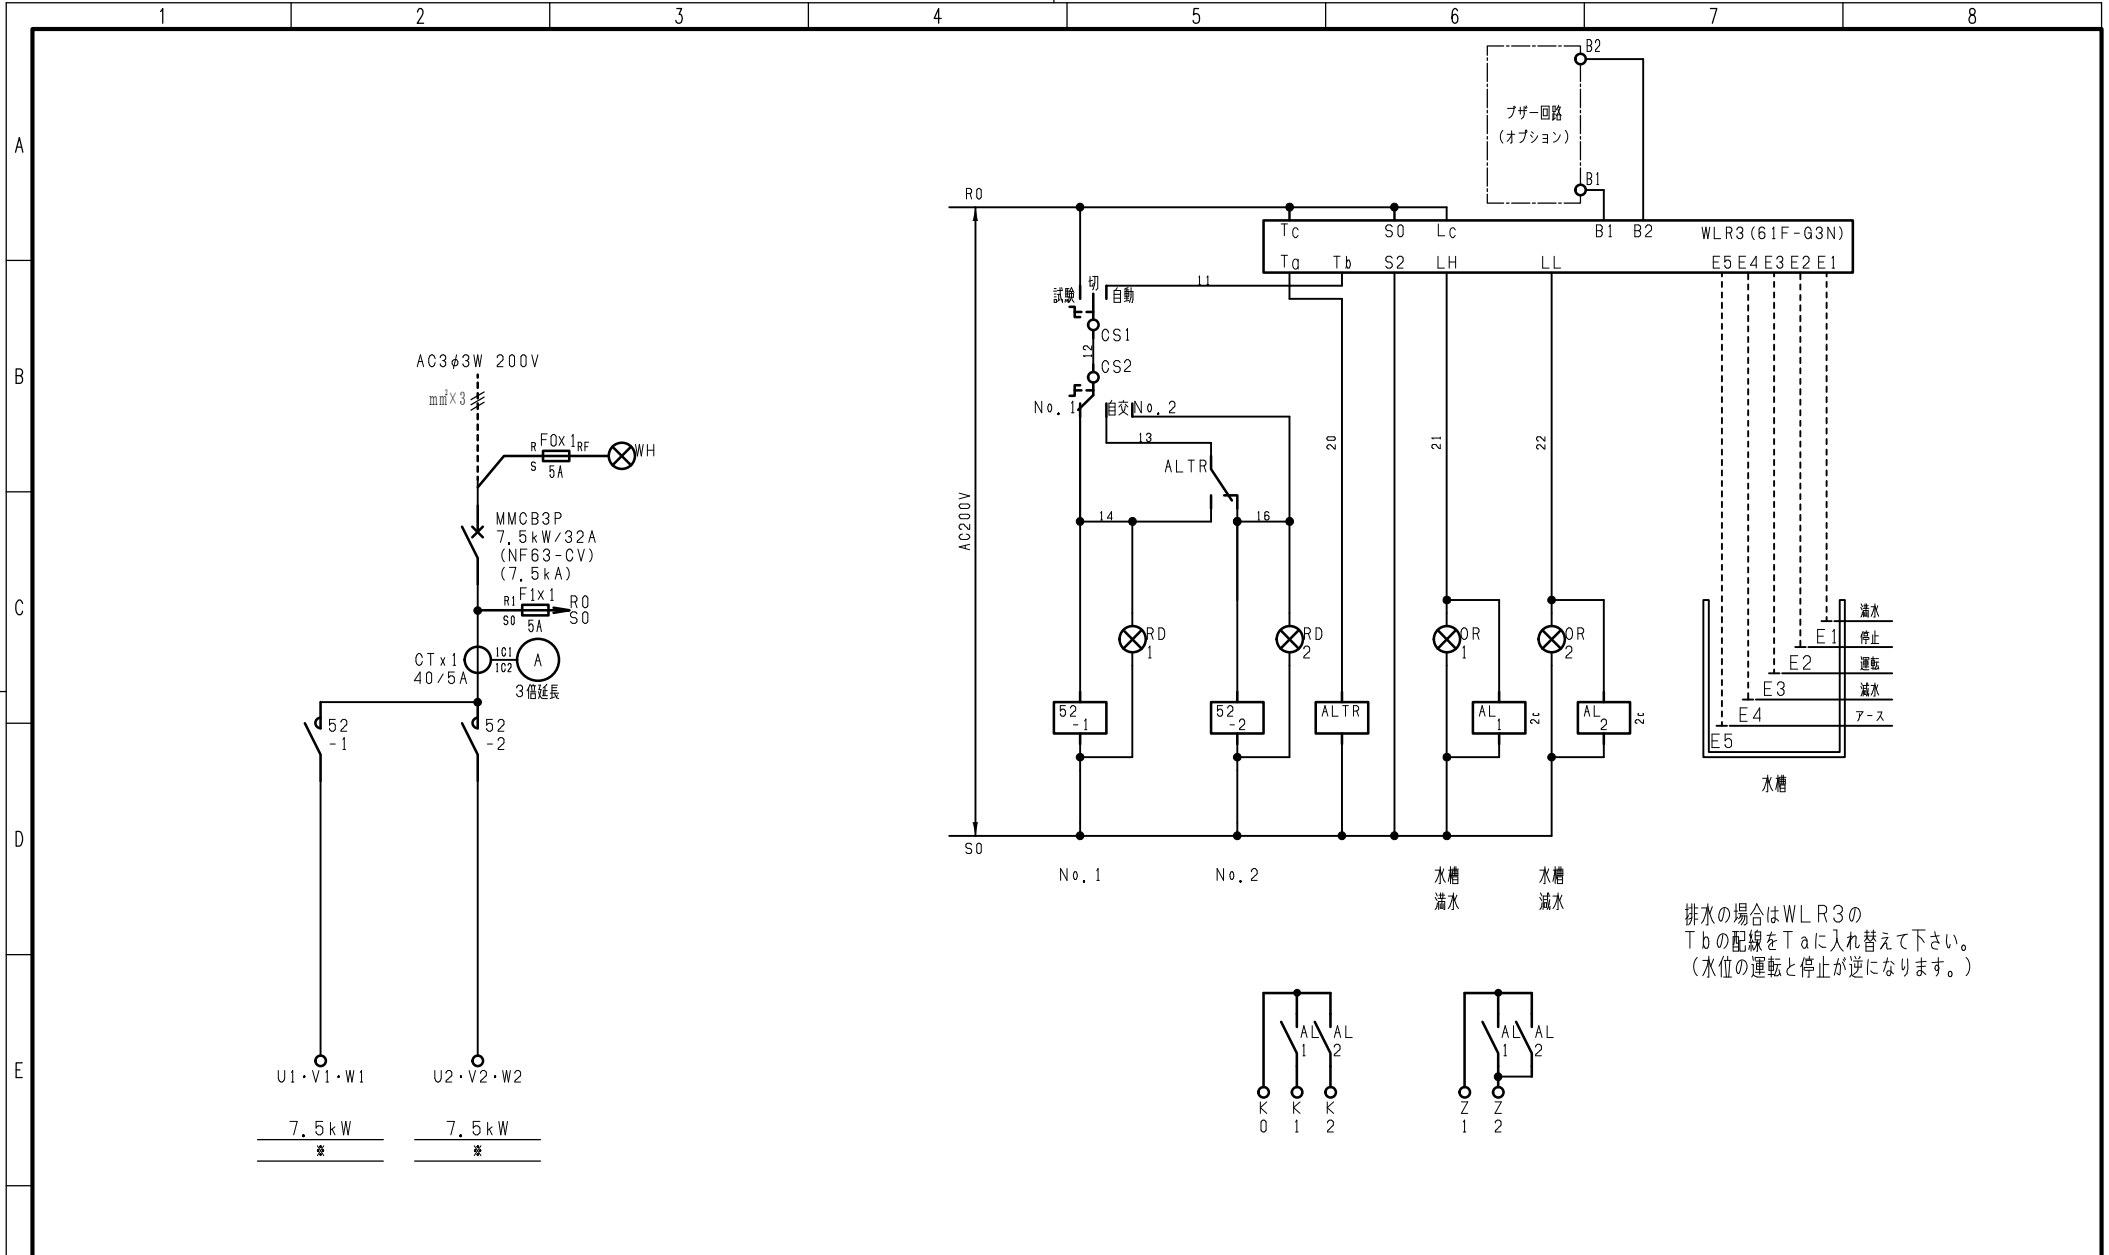 1 2 3 4 5 6 7 8
A
B
C
D
E
B2
ブザー回路
(オプション)
B1
R0
Tc S0 Lc B1 B2 WLR3(61F-G3N)
Ta Tb S2 LH LL E5 E4 E3 E2 E1
11
試験 切 自動
CS1
12
CS2
No.1 自交 No.2
13
ALTR
20
21
22
14
16
AC200V
RD
1
RD
2
OR
1
OR
2
52
-1
52
-2
ALTR
AL
1
2c
AL
2
2c
S0
No.1
No.2
水槽
満水
水槽
減水
AC3φ3W 200V
mm²×3
R F0x1 RF
S 5A
WH
MMCB3P
7.5kW/32A
(NF63-CV)
(7.5kA)
R1 F1x1 R0
S0 5A S0
CTx1
40/5A
1C1
1C2
A
3倍延長
52
-1
52
-2
U1・V1・W1
U2・V2・W2
7.5kW
※
7.5kW
※
満水
E1 停止
E2 運転
E3 減水
E4 アース
E5
水槽
排水の場合はWLR3の
Tbの配線をTaに入れ替えて下さい。
(水位の運転と停止が逆になります。)
AL
1
AL
2
K
0
K
1
K
2
AL
1
AL
2
Z
1
Z
2